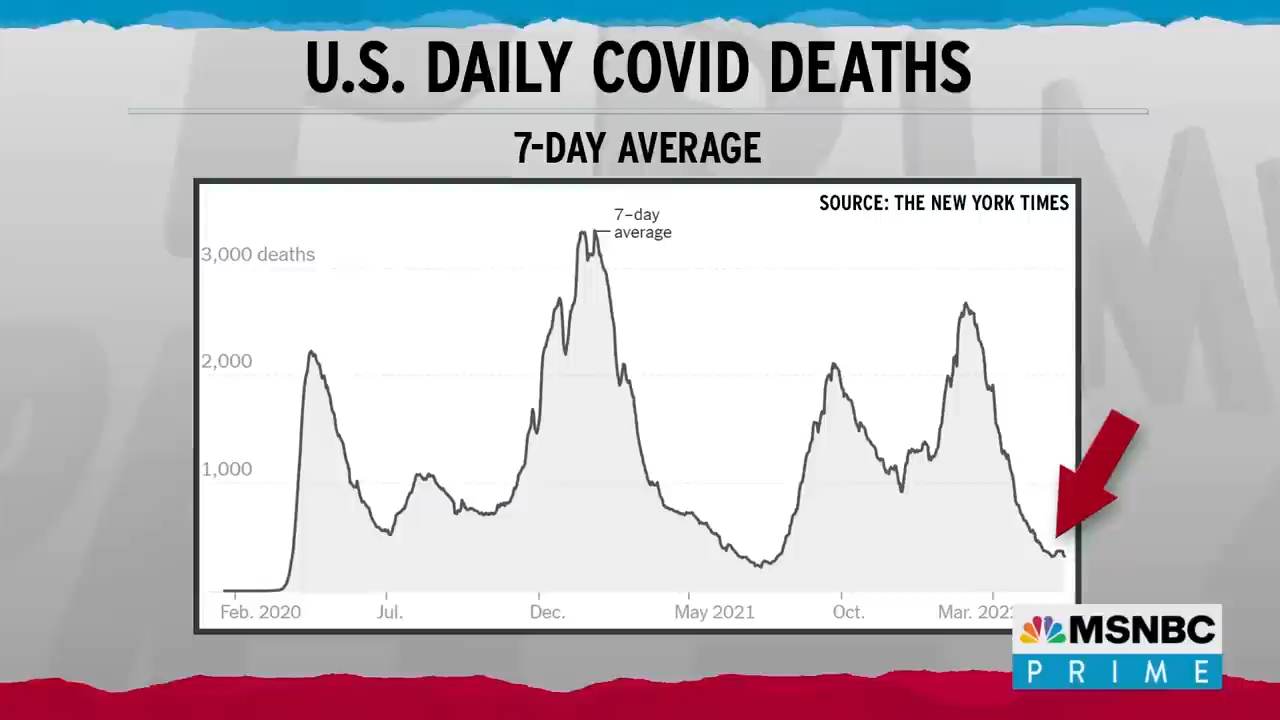 U.S. DAILY COVID DEATHS
7-DAY AVERAGE
SOURCE: THE NEW YORK TIMES
7-day
average
3,000 deaths
2,000
1,000
Feb. 2020
Jul.
Dec.
May 2021
Oct.
Mar. 2022
MSNBC
PRIME